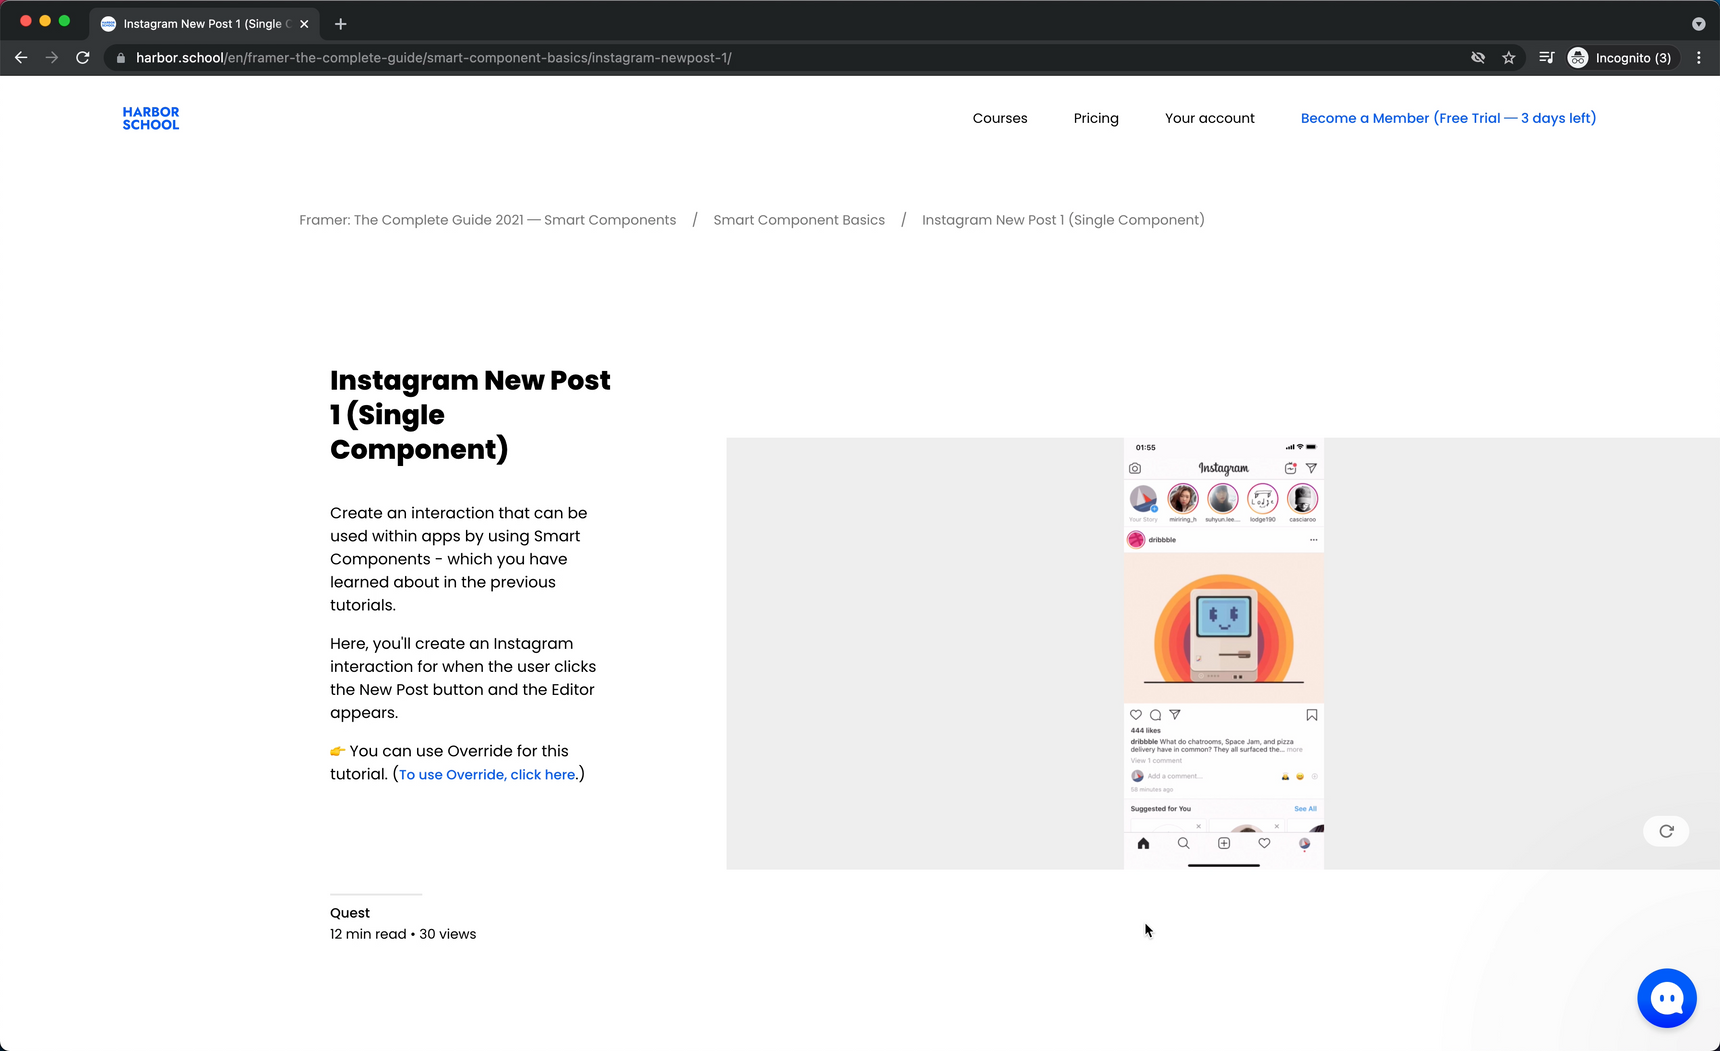 Instagram New Post 1 (Single C
harbor.school/en/framer-the-complete-guide/smart-component-basics/instagram-newpost-1/
Incognito (3)
HARBOR
SCHOOL
Courses
Pricing
Your account
Become a Member (Free Trial — 3 days left)
Framer: The Complete Guide 2021 — Smart Components / Smart Component Basics / Instagram New Post 1 (Single Component)
Instagram New Post
1 (Single
Component)
Create an interaction that can be
used within apps by using Smart
Components - which you have
learned about in the previous
tutorials.
Here, you'll create an Instagram
interaction for when the user clicks
the New Post button and the Editor
appears.
👉 You can use Override for this
tutorial. (To use Override, click here.)
Quest
12 min read • 30 views
01:55
Instagram
Your Story
miriring_h
suhyun.lee...
lodge190
casciaroo
dribbble
444 likes
dribbble What do chatrooms, Space Jam, and pizza
delivery have in common? They all surfaced the... more
View 1 comment
Add a comment...
58 minutes ago
Suggested for You
See All